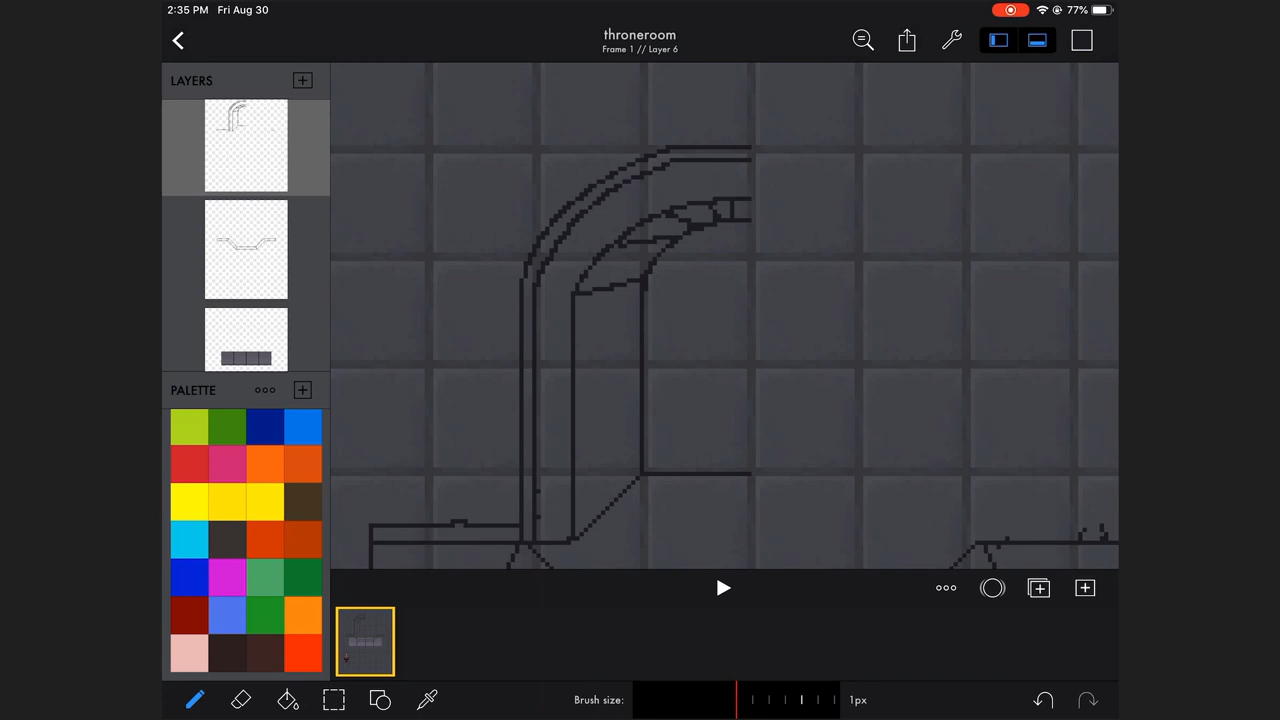 2:35 PM Fri Aug 30
77%
throneroom
Frame 1 // Layer 6
LAYERS
PALETTE
Brush size:
1px